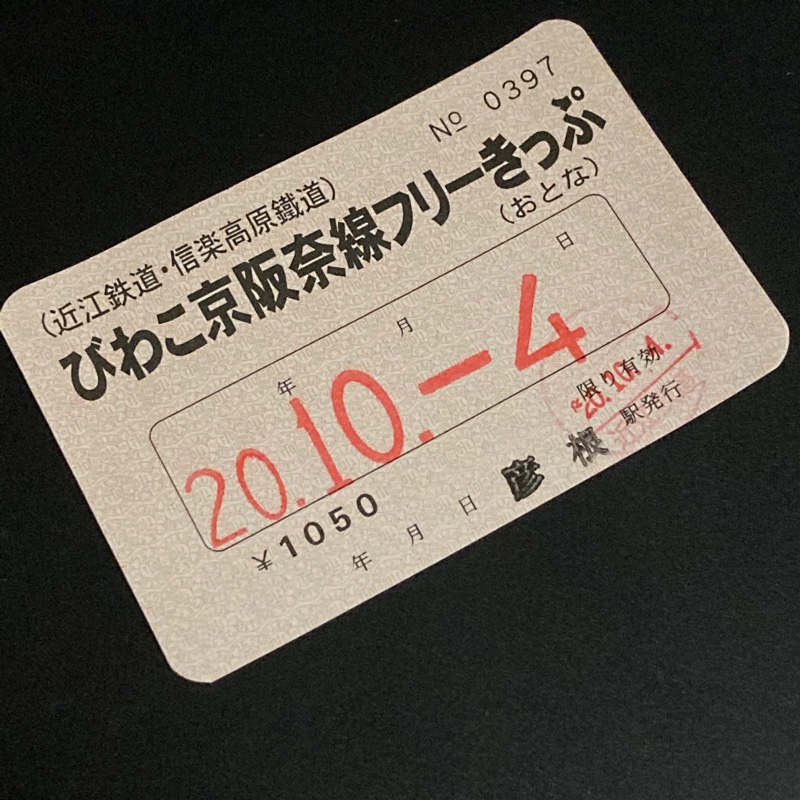 № 0397
(近江鉄道・信楽高原鐵道)
びわこ京阪奈線フリーきっぷ
(おとな)
年 月 日
20.10.-4
限り有効
¥1050
年 月 日 彦根 駅発行